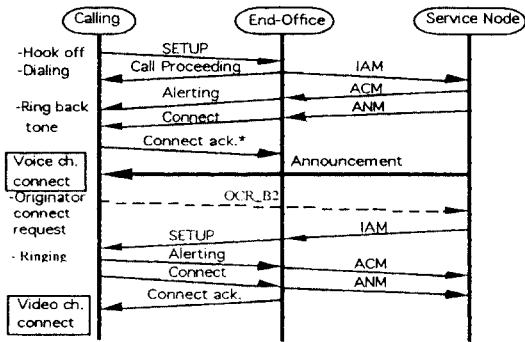 Calling
End-Office
Service Node
-Hook off
SETUP
-Dialing
Call Proceeding
IAM
Alerting
ACM
-Ring back
tone
Connect
ANM
Connect ack.*
Voice ch.
connect
Announcement
-Originator
connect
request
OCR_B2
IAM
SETUP
- Ringing
Alerting
ACM
Connect
ANM
Connect ack.
Video ch.
connect